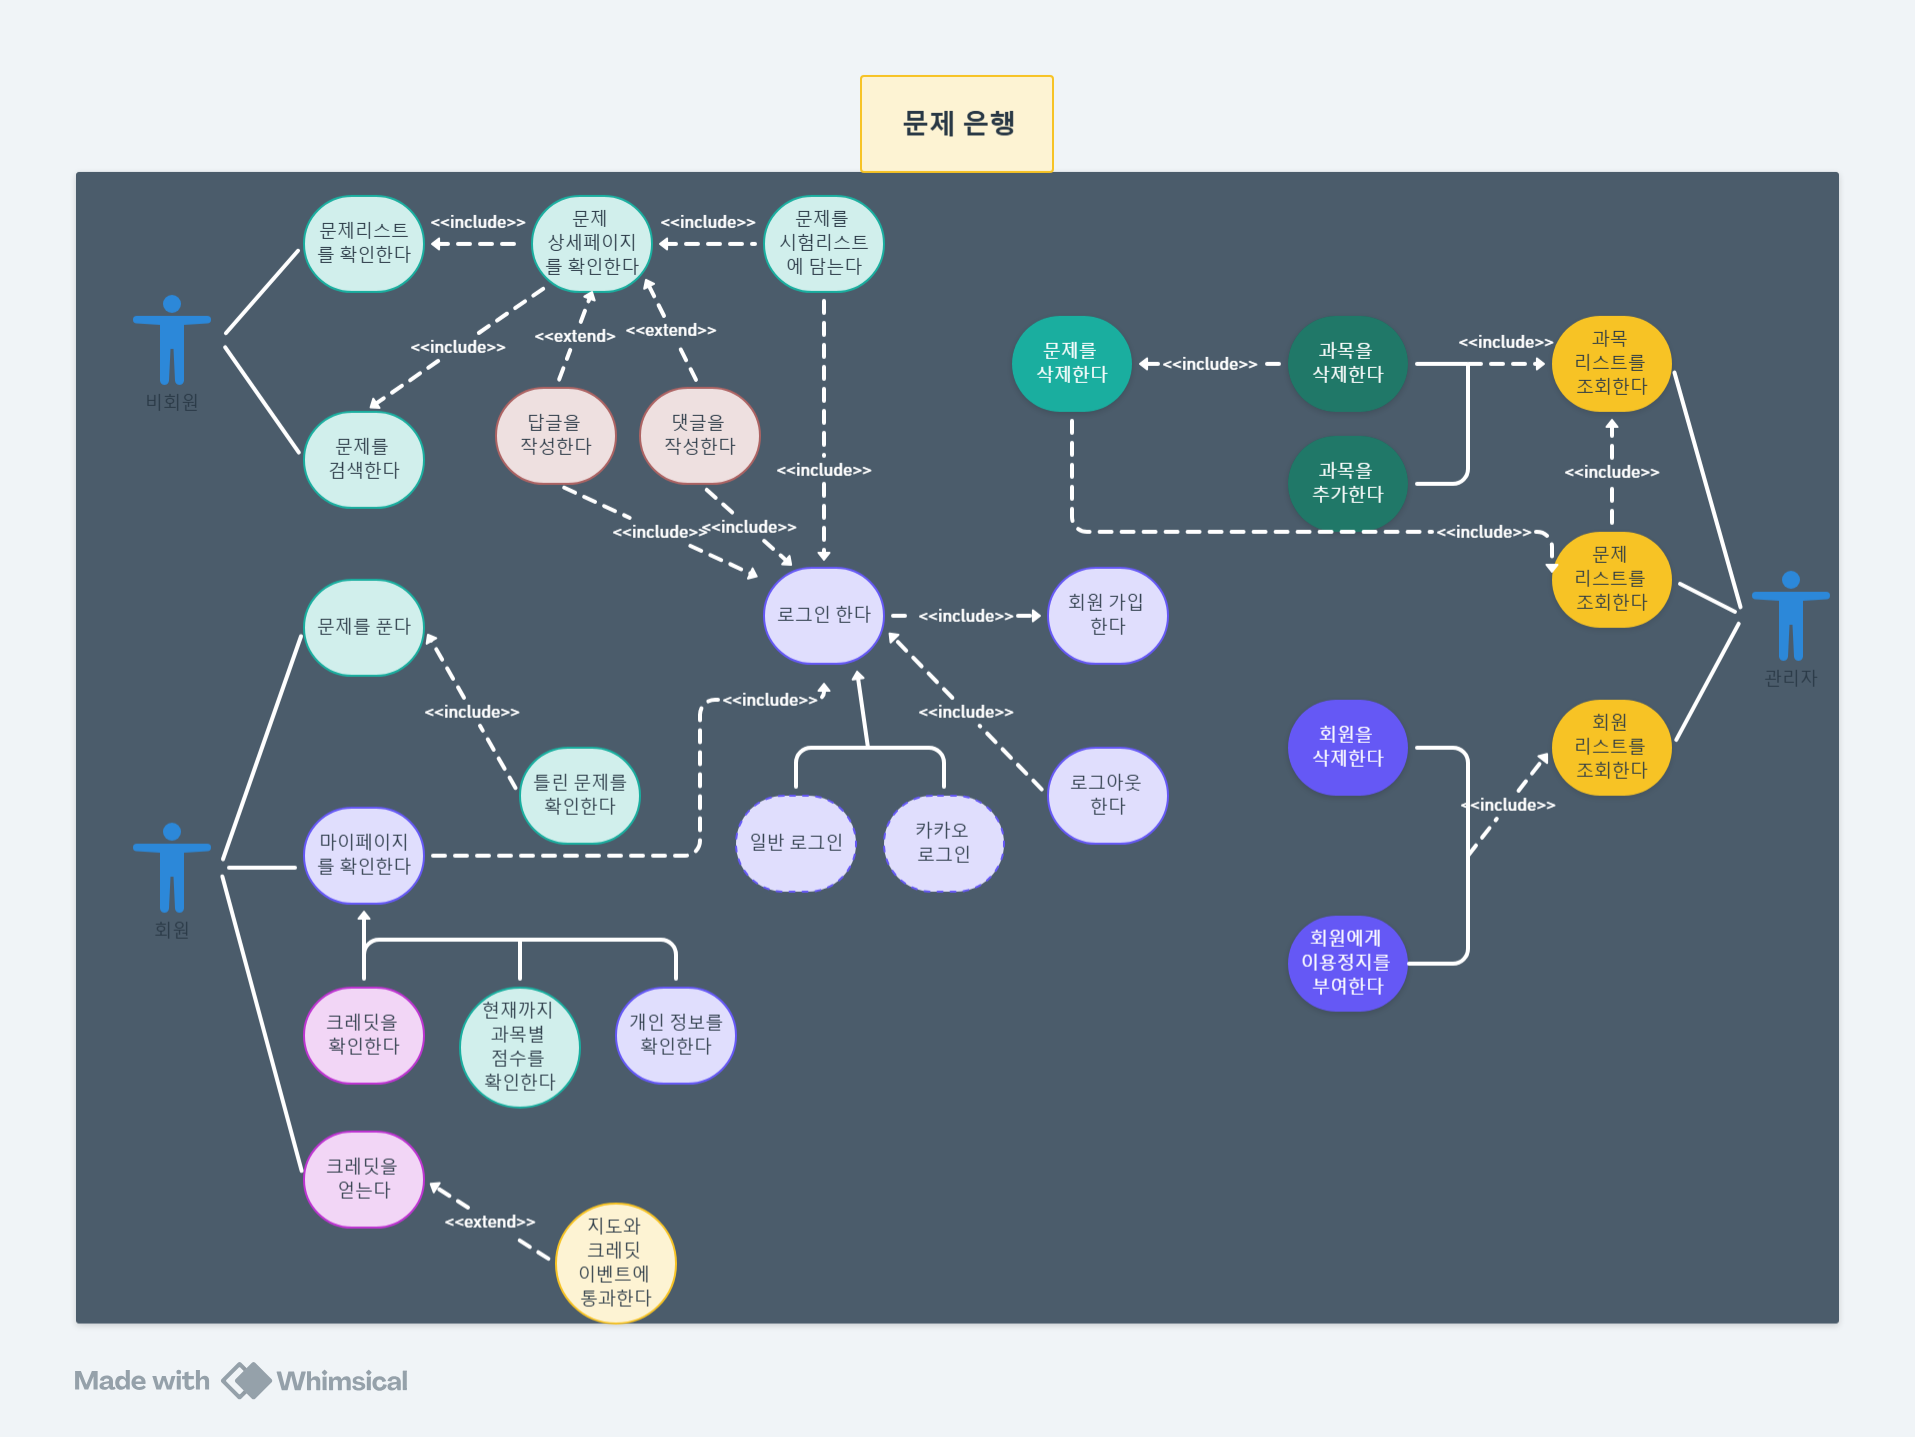 문제 은행
문제리스트
를 확인한다
<<include>>
문제
상세페이지
를 확인한다
<<include>>
문제를
시험리스트
에 담는다
비회원
<<include>>
<<extend>
<<extend>>
문제를
검색한다
답글을
작성한다
댓글을
작성한다
<<include>>
<<include>>
<<include>>
문제를
삭제한다
<<include>>
과목을
삭제한다
<<include>>
과목
리스트를
조회한다
과목을
추가한다
<<include>>
<<include>>
문제
리스트를
조회한다
관리자
문제를 푼다
로그인 한다
<<include>>
회원 가입
한다
<<include>>
<<include>>
<<include>>
틀린 문제를
확인한다
마이페이지
를 확인한다
회원
일반 로그인
카카오
로그인
로그아웃
한다
회원을
삭제한다
회원
리스트를
조회한다
<<include>>
회원에게
이용정지를
부여한다
크레딧을
확인한다
현재까지
과목별
점수를
확인한다
개인 정보를
확인한다
크레딧을
얻는다
<<extend>>
지도와
크레딧
이벤트에
통과한다
Made with Whimsical